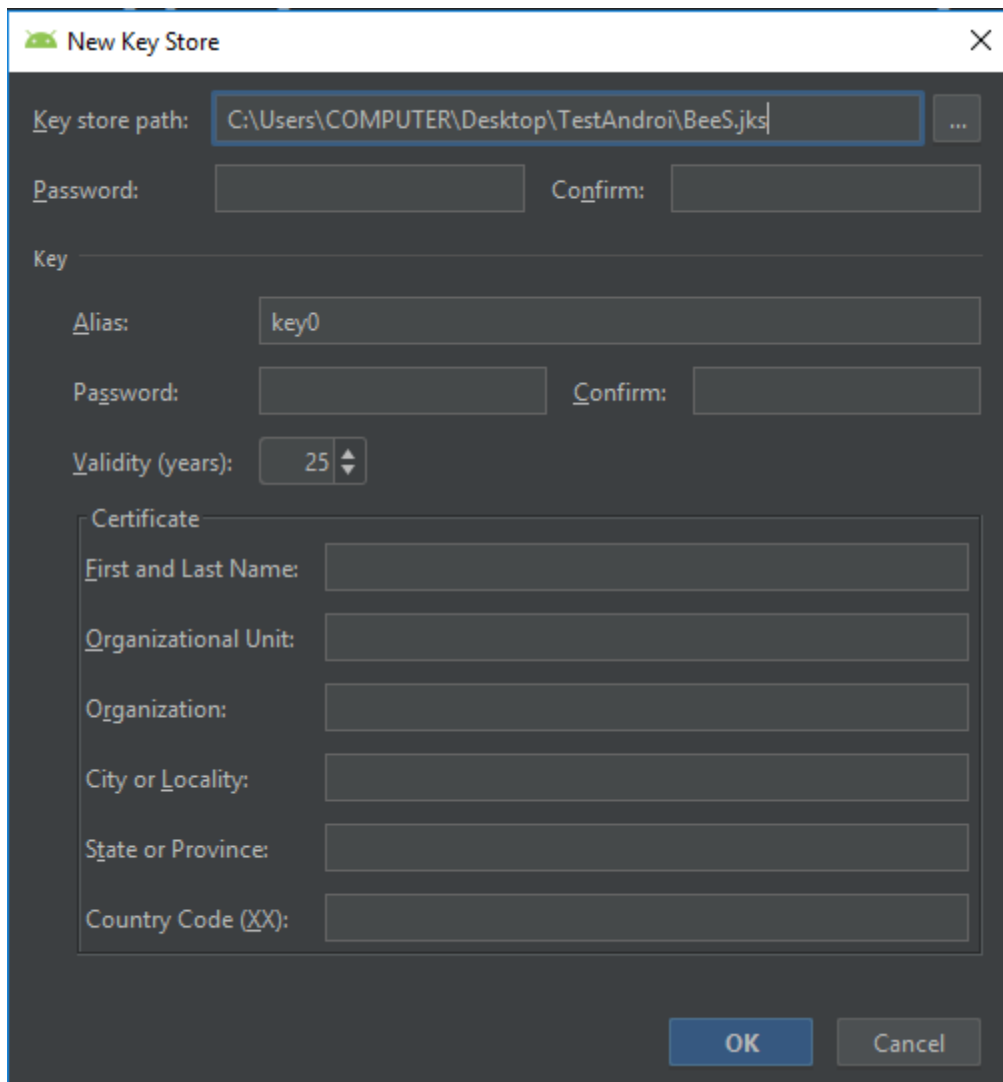 New Key Store
Key store path: C:\Users\COMPUTER\Desktop\TestAndroi\BeeS.jks ...
Password: Confirm:
Key
Alias: key0
Password: Confirm:
Validity (years): 25
Certificate
First and Last Name:
Organizational Unit:
Organization:
City or Locality:
State or Province:
Country Code (XX):
OK Cancel